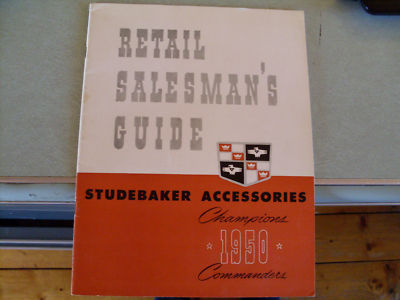 RETAIL
SALESMAN'S
GUIDE
STUDEBAKER ACCESSORIES
Champions
1950
Commanders